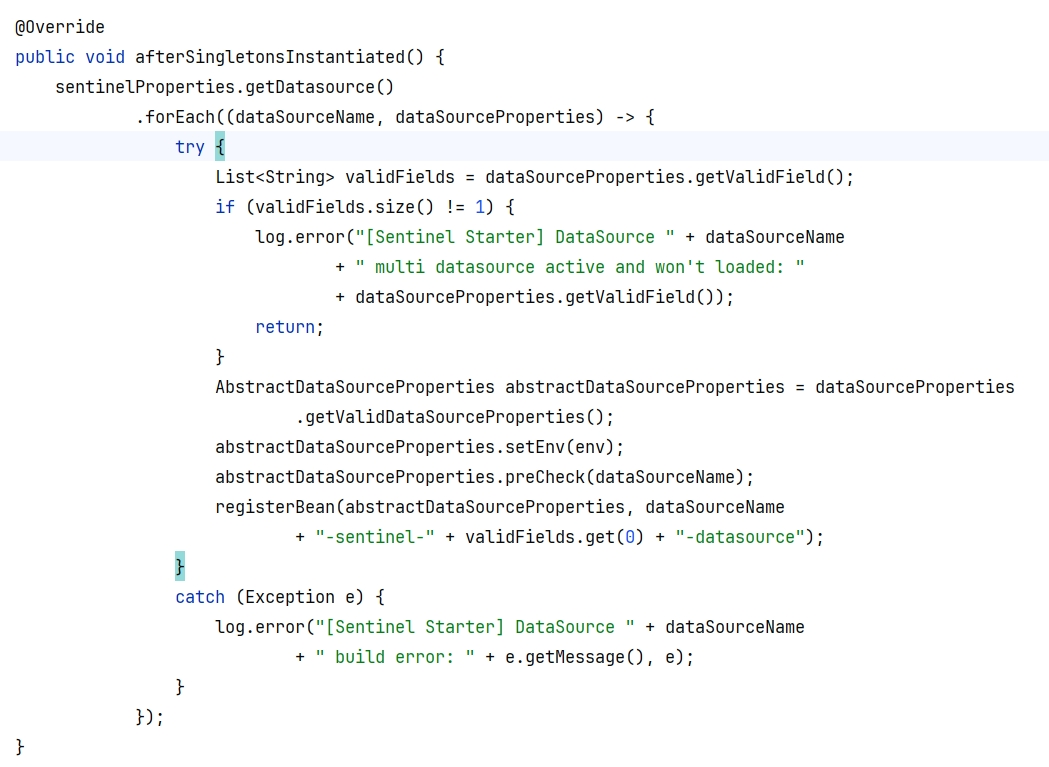 @Override
public void afterSingletonsInstantiated() {
    sentinelProperties.getDatasource()
            .forEach((dataSourceName, dataSourceProperties) -> {
                try {
                    List<String> validFields = dataSourceProperties.getValidField();
                    if (validFields.size() != 1) {
                        log.error("[Sentinel Starter] DataSource " + dataSourceName
                                + " multi datasource active and won't loaded: "
                                + dataSourceProperties.getValidField());
                        return;
                    }
                    AbstractDataSourceProperties abstractDataSourceProperties = dataSourceProperties
                            .getValidDataSourceProperties();
                    abstractDataSourceProperties.setEnv(env);
                    abstractDataSourceProperties.preCheck(dataSourceName);
                    registerBean(abstractDataSourceProperties, dataSourceName
                            + "-sentinel-" + validFields.get(0) + "-datasource");
                }
                catch (Exception e) {
                    log.error("[Sentinel Starter] DataSource " + dataSourceName
                            + " build error: " + e.getMessage(), e);
                }
            });
}